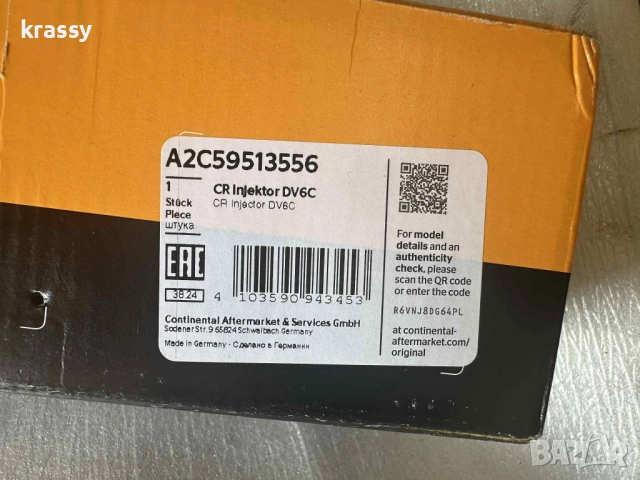 krassy
A2C59513556
1
Stück
Piece
штука
CR Injektor DV6C
CR Injector DV6C
EAC
38.24
4 103590 943453
Continental Aftermarket & Services GmbH
Sodener Str. 9 65824 Schwalbach Germany
Made in Germany - Сделано в Германии
For model
details and an
authenticity
check, please
scan the QR code
or enter the code
R6VNJ8DG64PL
at continental-
aftermarket.com/
original
BAZAR